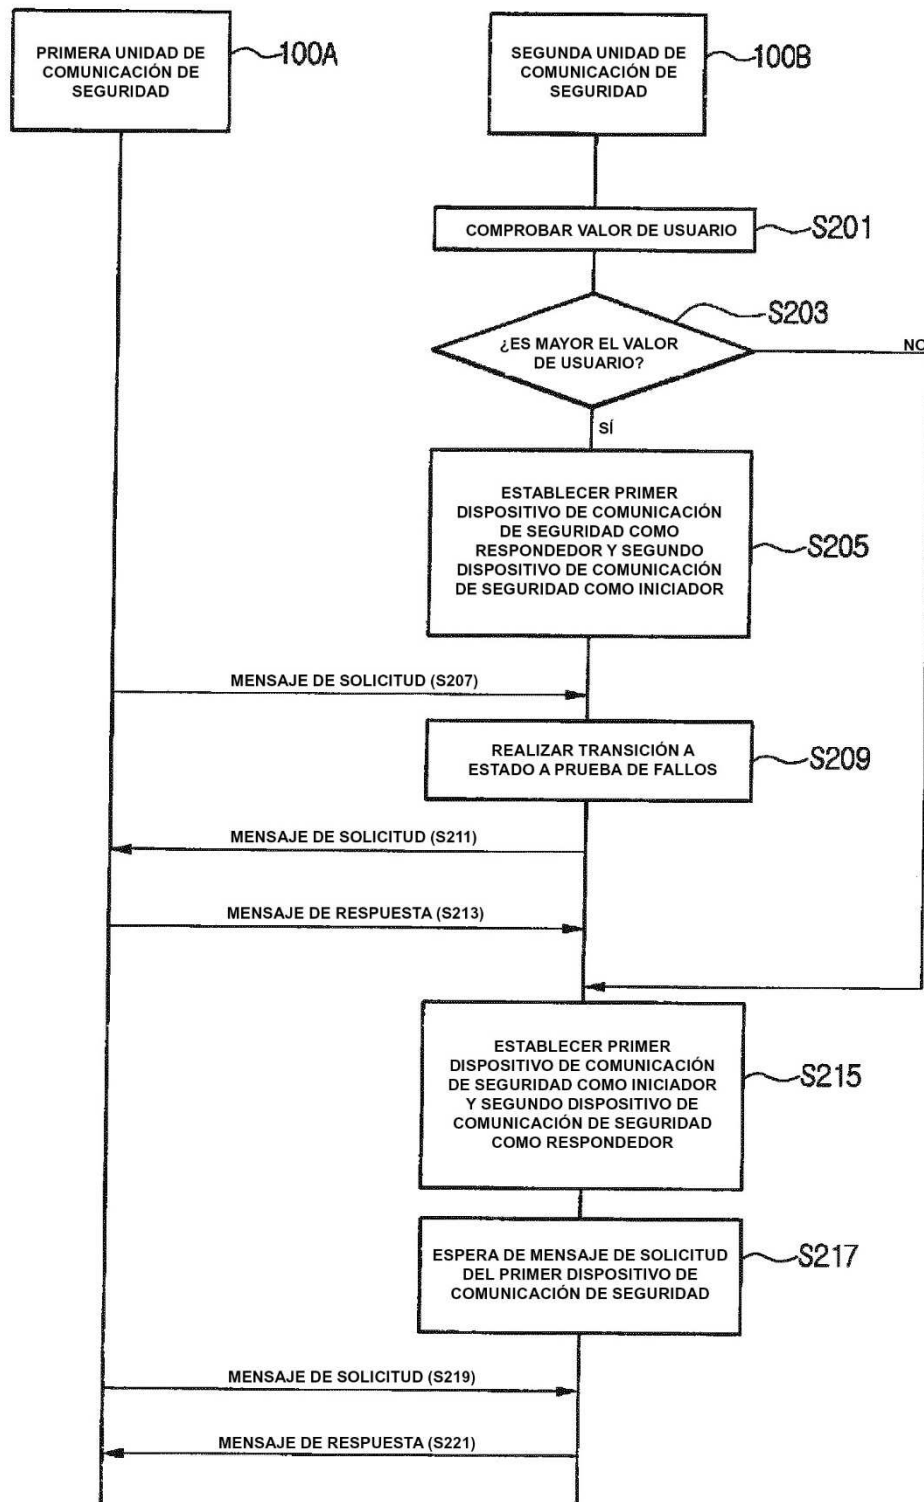 PRIMERA UNIDAD DE
COMUNICACIÓN DE
SEGURIDAD
100A
SEGUNDA UNIDAD DE
COMUNICACIÓN DE
SEGURIDAD
100B
COMPROBAR VALOR DE USUARIO
S201
S203
¿ES MAYOR EL VALOR
DE USUARIO?
NO
SÍ
ESTABLECER PRIMER
DISPOSITIVO DE COMUNICACIÓN
DE SEGURIDAD COMO
RESPONDEDOR Y SEGUNDO
DISPOSITIVO DE COMUNICACIÓN
DE SEGURIDAD COMO INICIADOR
S205
MENSAJE DE SOLICITUD (S207)
REALIZAR TRANSICIÓN A
ESTADO A PRUEBA DE FALLOS
S209
MENSAJE DE SOLICITUD (S211)
MENSAJE DE RESPUESTA (S213)
ESTABLECER PRIMER
DISPOSITIVO DE COMUNICACIÓN
DE SEGURIDAD COMO INICIADOR
Y SEGUNDO DISPOSITIVO DE
COMUNICACIÓN DE SEGURIDAD
COMO RESPONDEDOR
S215
ESPERA DE MENSAJE DE SOLICITUD
DEL PRIMER DISPOSITIVO DE
COMUNICACIÓN DE SEGURIDAD
S217
MENSAJE DE SOLICITUD (S219)
MENSAJE DE RESPUESTA (S221)